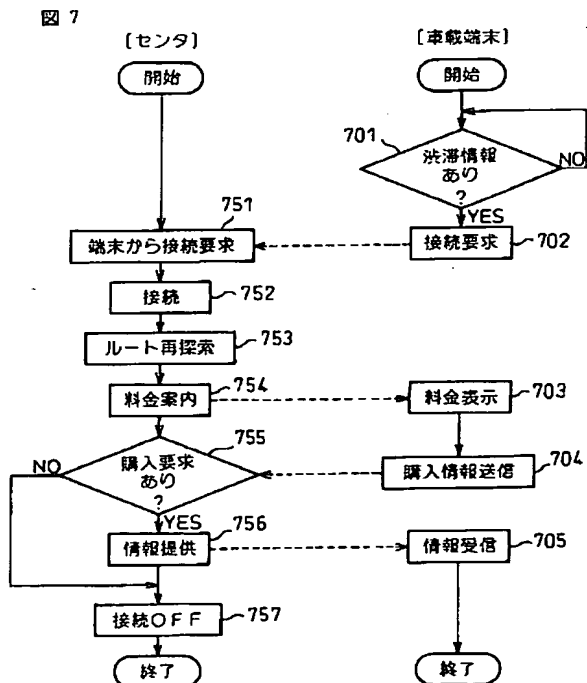 図 7
[センタ]
開始
751
端末から接続要求
752
接続
753
ルート再探索
754
料金案内
755
NO
購入要求
あり
?
YES
756
情報提供
757
接続OFF
終了
[車載端末]
開始
701
渋滞情報
あり
?
NO
YES
接続要求
702
料金表示
703
購入情報送信
704
情報受信
705
終了